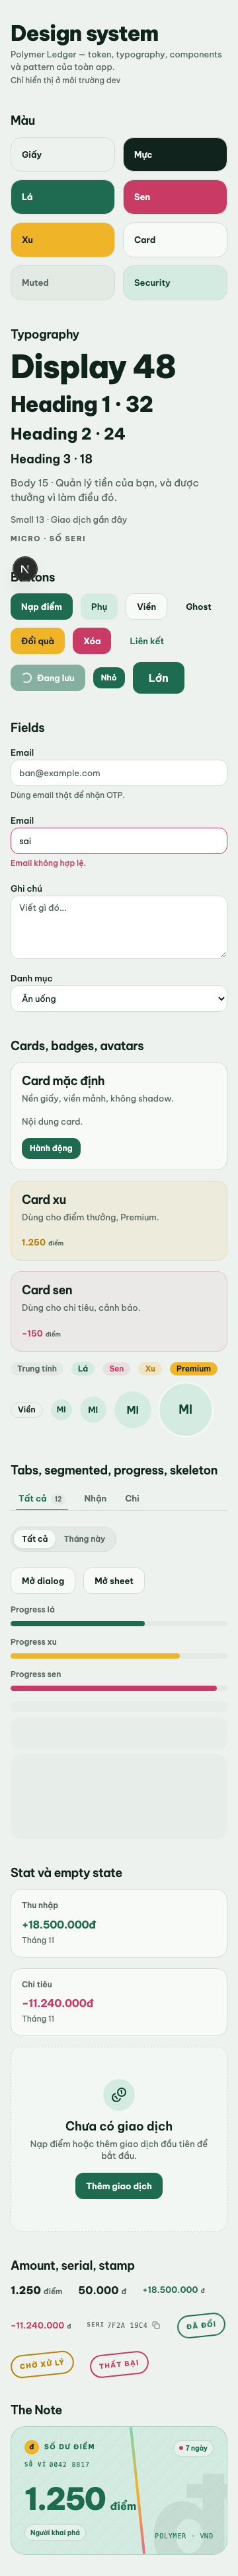 Design system
Polymer Ledger — token, typography, components
và pattern của toàn app.
Chỉ hiển thị ở môi trường dev
Màu
Giấy
Mực
Lá
Sen
Xu
Card
Muted
Security
Typography
Display 48
Heading 1 · 32
Heading 2 · 24
Heading 3 · 18
Body 15 · Quản lý tiền của bạn, và được
thưởng vì làm điều đó.
Small 13 · Giao dịch gần đây
MICRO · SỐ SERI
N
Nạp điểm
Phụ
Viền
Ghost
Đổi quà
Xóa
Liên kết
Đang lưu
Nhỏ
Lớn
Fields
Email
ban@example.com
Dùng email thật để nhận OTP.
Email
sai
Email không hợp lệ.
Ghi chú
Viết gì đó...
Danh mục
Ăn uống
Cards, badges, avatars
Card mặc định
Nền giấy, viền mảnh, không shadow.
Nội dung card.
Hành động
Card xu
Dùng cho điểm thưởng, Premium.
1.250 điểm
Card sen
Dùng cho chi tiêu, cảnh báo.
−150 điểm
Trung tính
Lá
Sen
Xu
Premium
Viền
MI
MI
MI
MI
Tabs, segmented, progress, skeleton
Tất cả 12
Nhận
Chi
Tất cả
Tháng này
Mở dialog
Mở sheet
Progress lá
Progress xu
Progress sen
Stat và empty state
Thu nhập
+18.500.000đ
Tháng 11
Chi tiêu
−11.240.000đ
Tháng 11
Chưa có giao dịch
Nạp điểm hoặc thêm giao dịch đầu tiên để
bắt đầu.
Thêm giao dịch
Amount, serial, stamp
1.250 điểm
50.000 đ
+18.500.000 đ
−11.240.000 đ
SERI 7F2A 19C4
ĐÃ ĐỔI
CHỜ XỬ LÝ
THẤT BẠI
The Note
đ SỐ DƯ ĐIỂM
7 ngày
SỐ VÍ 0042 8817
1.250 điểm
Người khai phá
POLYMER · VND